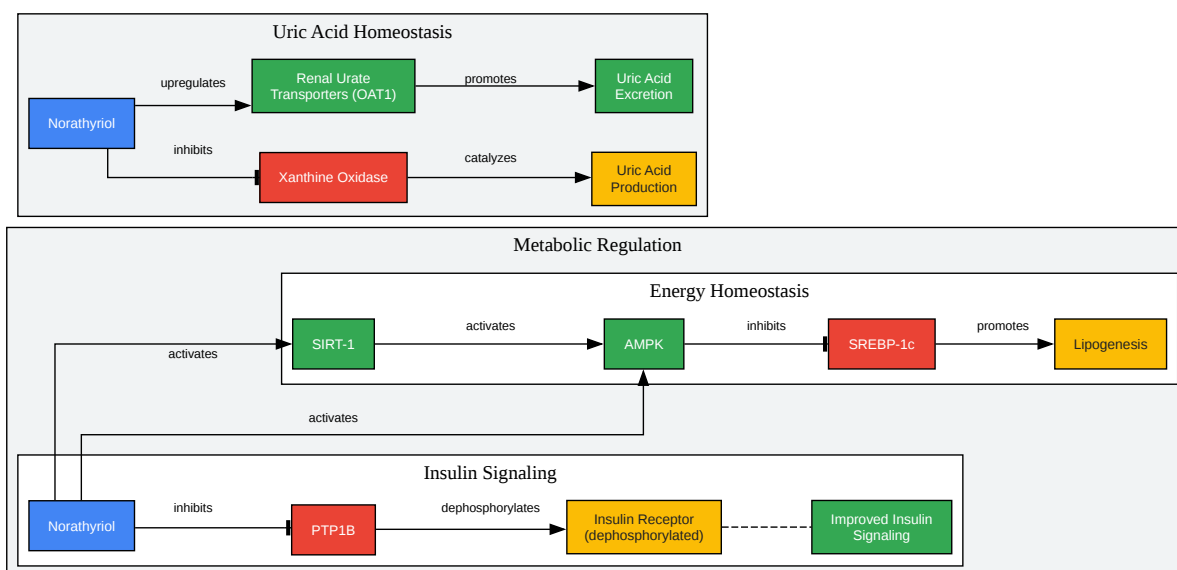 Uric Acid Homeostasis
upregulates
Renal Urate
Transporters (OAT1)
promotes
Uric Acid
Excretion
Norathyriol
inhibits
Xanthine Oxidase
catalyzes
Uric Acid
Production
Metabolic Regulation
Energy Homeostasis
activates
SIRT-1
activates
AMPK
inhibits
SREBP-1c
promotes
Lipogenesis
activates
Insulin Signaling
Norathyriol
inhibits
PTP1B
dephosphorylates
Insulin Receptor
(dephosphorylated)
Improved Insulin
Signaling